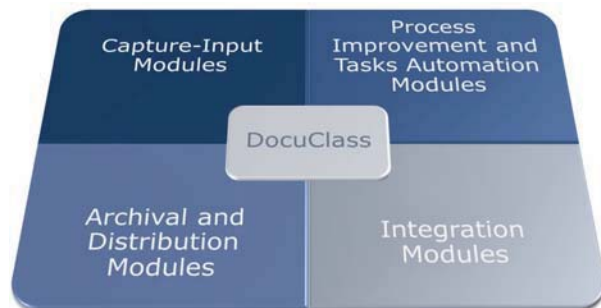 Capture-Input
Modules
Process
Improvement and
Tasks Automation
Modules
DocuClass
Archival and
Distribution
Modules
Integration
Modules